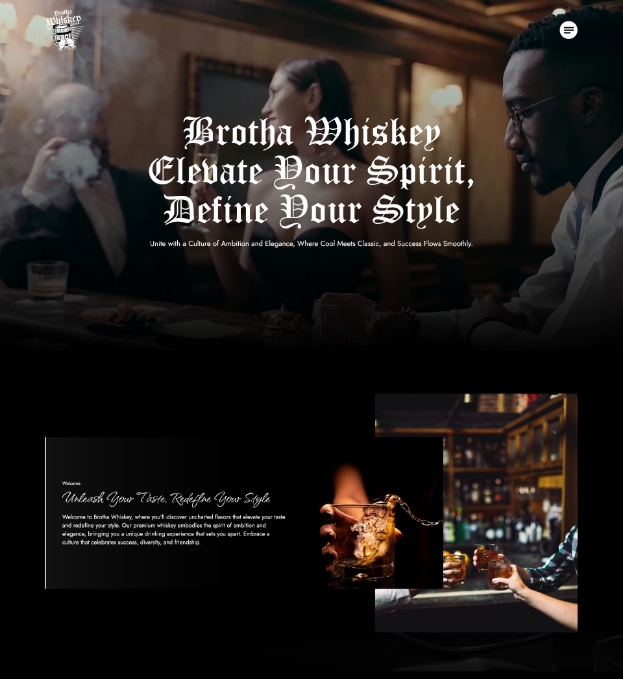 Brotha
Whiskey
Brotha Whiskey
Elevate Your Spirit,
Define Your Style
Unite with a Culture of Ambition and Elegance, Where Cool Meets Classic, and Success Flows Smoothly.
Welcome
Unleash Your Taste, Redefine Your Style
Welcome to Brotha Whiskey, where you'll discover uncharted flavors that elevate your taste
and redefine your style. Our premium whiskey embodies the spirit of ambition and
elegance, bringing you a unique drinking experience that sets you apart. Embrace a
culture that celebrates success, diversity, and friendship.